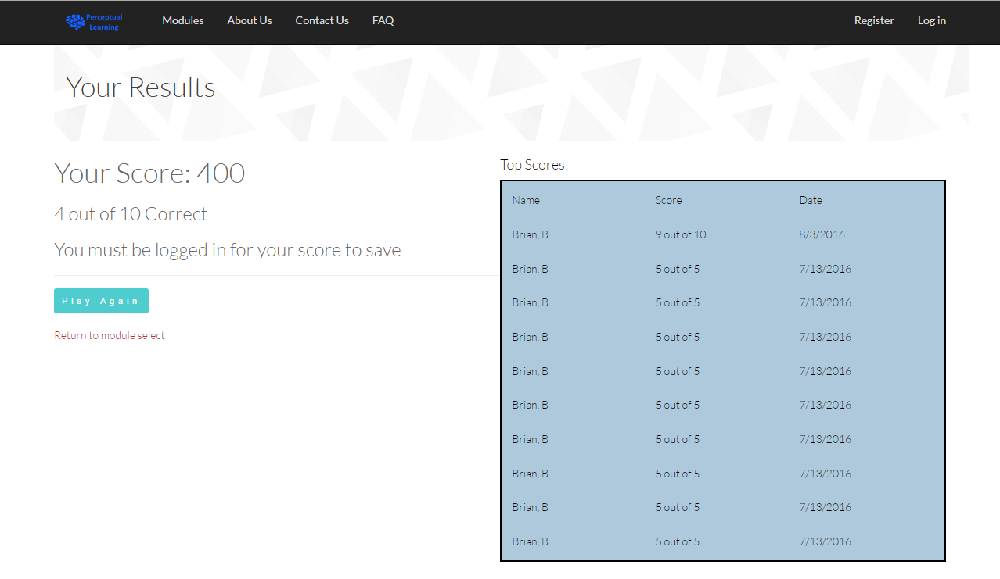 Perceptual
Learning
Modules About Us Contact Us FAQ Register Log in
Your Results
Your Score: 400
4 out of 10 Correct
You must be logged in for your score to save
Play Again
Return to module select
Top Scores
Name Score Date
Brian, B 9 out of 10 8/3/2016
Brian, B 5 out of 5 7/13/2016
Brian, B 5 out of 5 7/13/2016
Brian, B 5 out of 5 7/13/2016
Brian, B 5 out of 5 7/13/2016
Brian, B 5 out of 5 7/13/2016
Brian, B 5 out of 5 7/13/2016
Brian, B 5 out of 5 7/13/2016
Brian, B 5 out of 5 7/13/2016
Brian, B 5 out of 5 7/13/2016